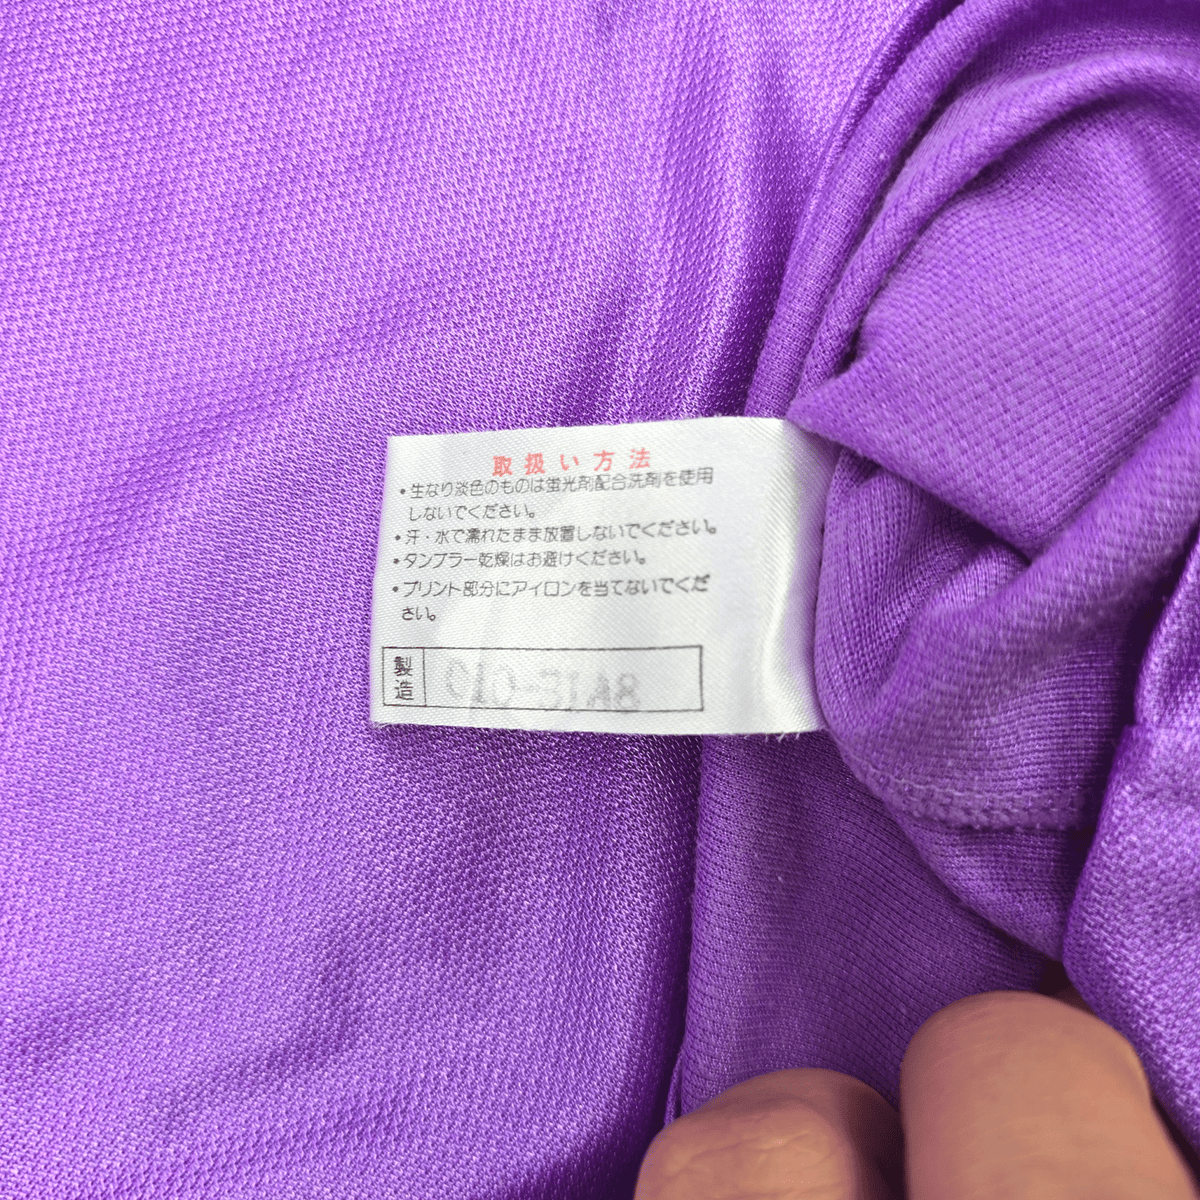 取扱い方法
・生なり淡色のものは蛍光剤配合洗剤を使用
しないでください。
・汗・水で濡れたまま放置しないでください。
・タンブラー乾燥はお避けください。
・プリント部分にアイロンを当てないでくだ
さい。
製造